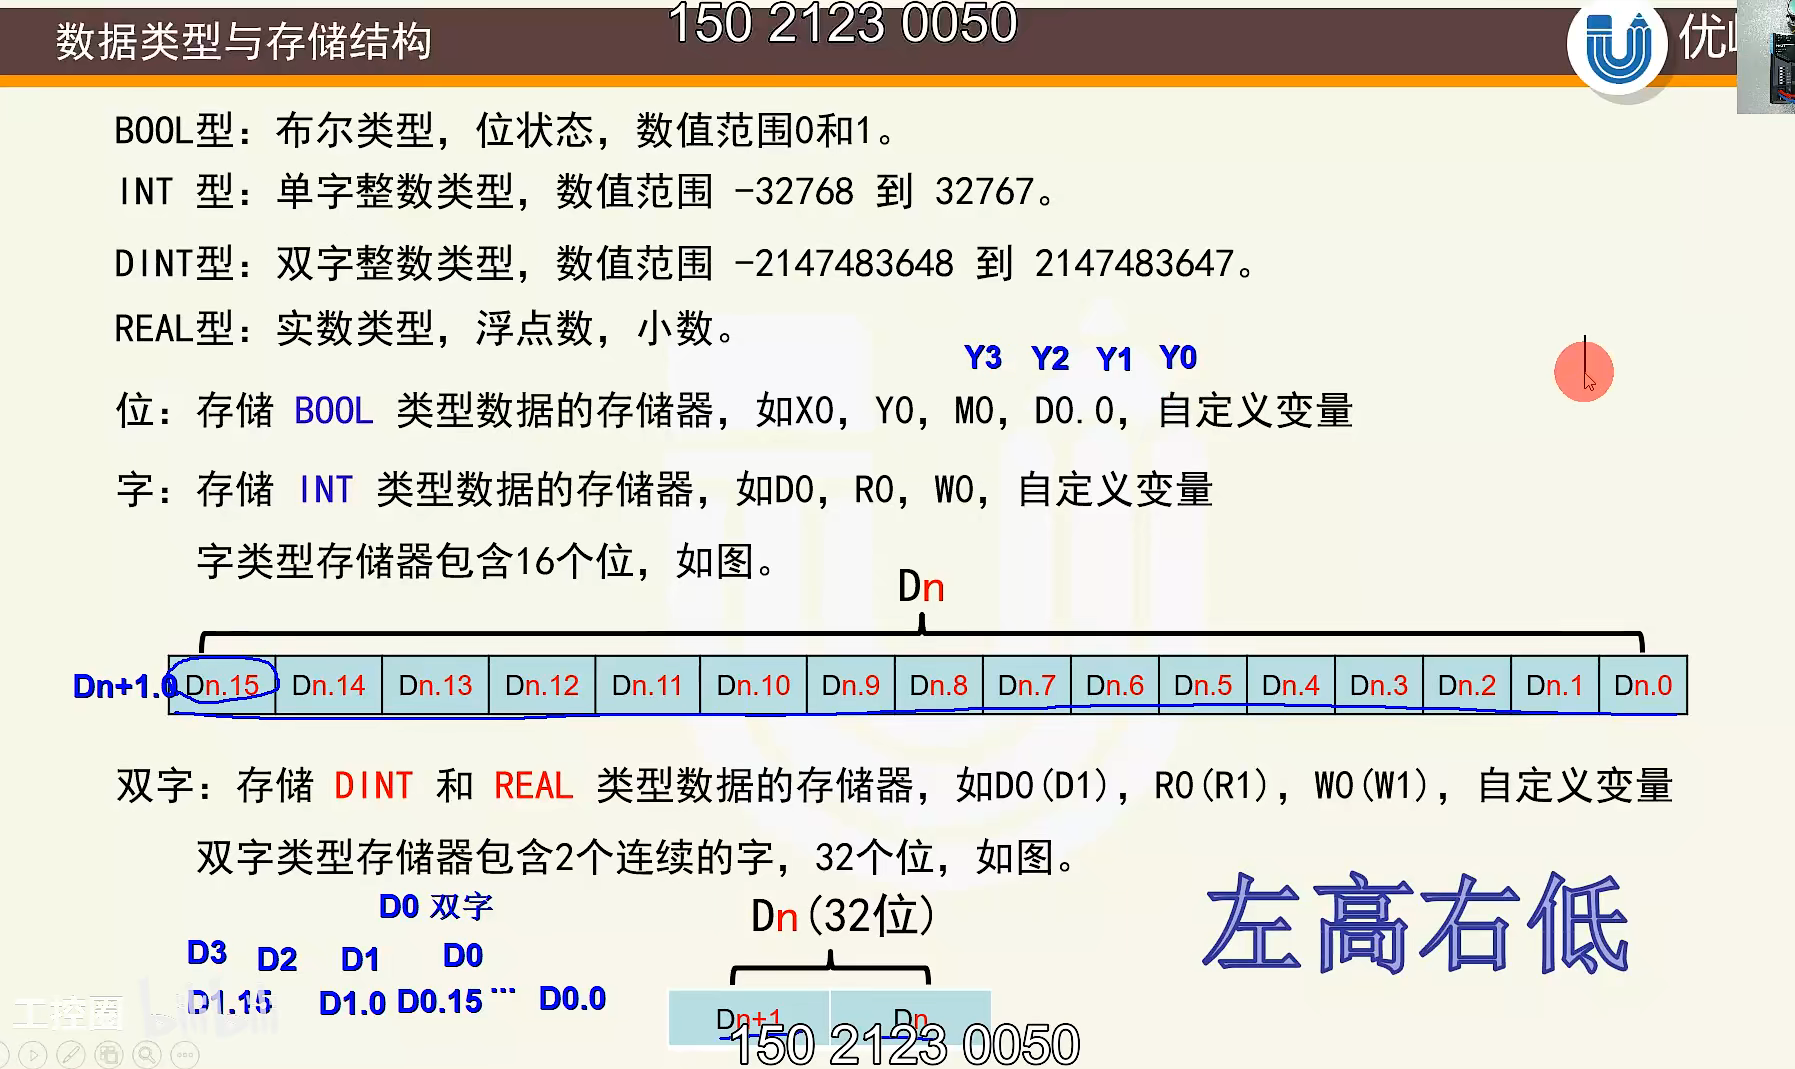 150 2123 0050
数据类型与存储结构
优
BOOL型：布尔类型，位状态，数值范围0和1。
INT 型：单字整数类型，数值范围 -32768 到 32767。
DINT型：双字整数类型，数值范围 -2147483648 到 2147483647。
REAL型：实数类型，浮点数，小数。
Y3 Y2 Y1 Y0
位：存储 BOOL 类型数据的存储器，如X0，Y0，M0，D0.0，自定义变量
字：存储 INT 类型数据的存储器，如D0，R0，W0，自定义变量
字类型存储器包含16个位，如图。
Dn
Dn+1.0 Dn.15 Dn.14 Dn.13 Dn.12 Dn.11 Dn.10 Dn.9 Dn.8 Dn.7 Dn.6 Dn.5 Dn.4 Dn.3 Dn.2 Dn.1 Dn.0
双字：存储 DINT 和 REAL 类型数据的存储器，如D0(D1)，R0(R1)，W0(W1)，自定义变量
双字类型存储器包含2个连续的字，32个位，如图。
D0 双字
Dn(32位)
左高右低
D3 D2 D1 D0
D1.15 D1.0 D0.15 … D0.0
工控圈 bilibili
Dn+1 Dn
150 2123 0050